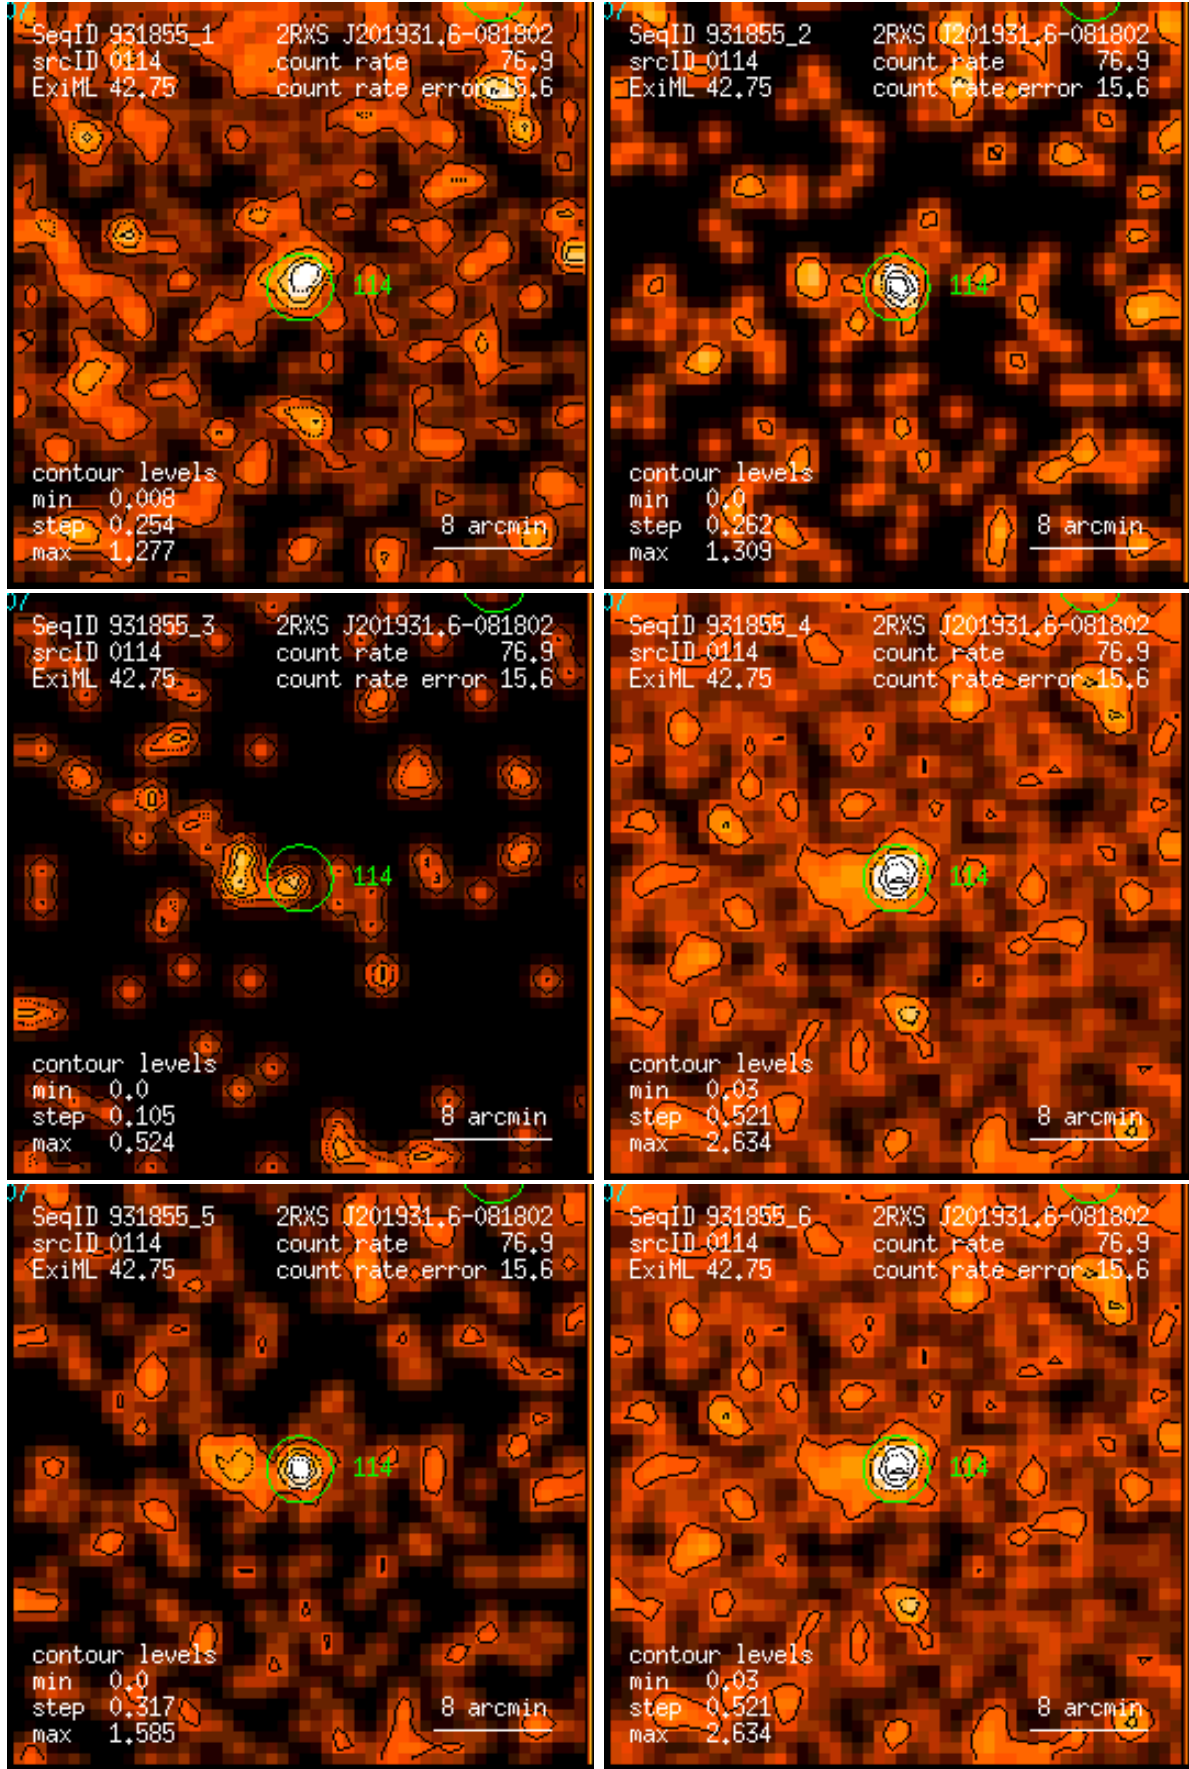 07
SeqID 931855_1 2RXS J201931.6-081802
srcID 0114 count rate 76.9
ExiML 42.75 count rate error 15.6
114
contour levels
min 0.008
step 0.254 8 arcmin
max 1.277
07
SeqID 931855_2 2RXS J201931.6-081802
srcID 0114 count rate 76.9
ExiML 42.75 count rate error 15.6
114
contour levels
min 0.0
step 0.262 8 arcmin
max 1.309
07
SeqID 931855_3 2RXS J201931.6-081802
srcID 0114 count rate 76.9
ExiML 42.75 count rate error 15.6
114
contour levels
min 0.0
step 0.105 8 arcmin
max 0.524
07
SeqID 931855_4 2RXS J201931.6-081802
srcID 0114 count rate 76.9
ExiML 42.75 count rate error 15.6
114
contour levels
min 0.03
step 0.521 8 arcmin
max 2.634
07
SeqID 931855_5 2RXS J201931.6-081802
srcID 0114 count rate 76.9
ExiML 42.75 count rate error 15.6
114
contour levels
min 0.0
step 0.317 8 arcmin
max 1.585
07
SeqID 931855_6 2RXS J201931.6-081802
srcID 0114 count rate 76.9
ExiML 42.75 count rate error 15.6
114
contour levels
min 0.03
step 0.521 8 arcmin
max 2.634